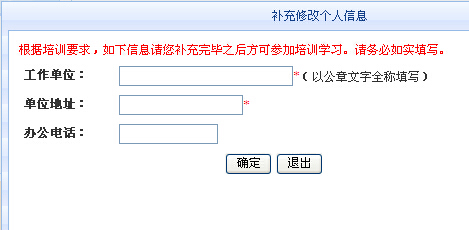 补充修改个人信息
根据培训要求，如下信息请您补充完毕之后方可参加培训学习。请务必如实填写。
工作单位： *（以公章文字全称填写）
单位地址： *
办公电话：
确定 退出